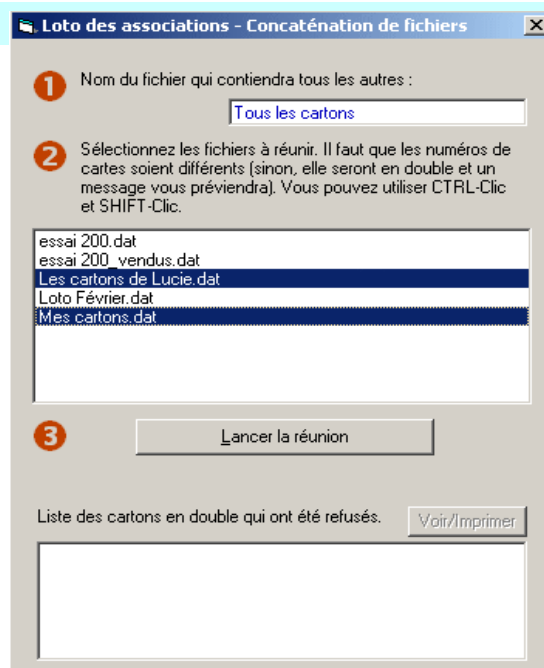 Loto des associations - Concaténation de fichiers
1 Nom du fichier qui contiendra tous les autres :
Tous les cartons
2 Sélectionnez les fichiers à réunir. Il faut que les numéros de
cartes soient différents (sinon, elle seront en double et un
message vous préviendra). Vous pouvez utiliser CTRL-Clic
et SHIFT-Clic.
essai 200.dat
essai 200_vendus.dat
Les cartons de Lucie.dat
Loto Février.dat
Mes cartons.dat
3 Lancer la réunion
Liste des cartons en double qui ont été refusés. Voir/Imprimer